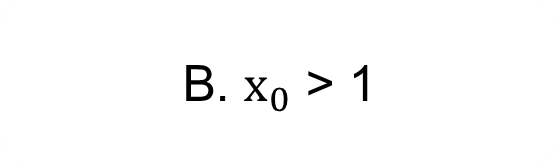 B. x₀ > 1